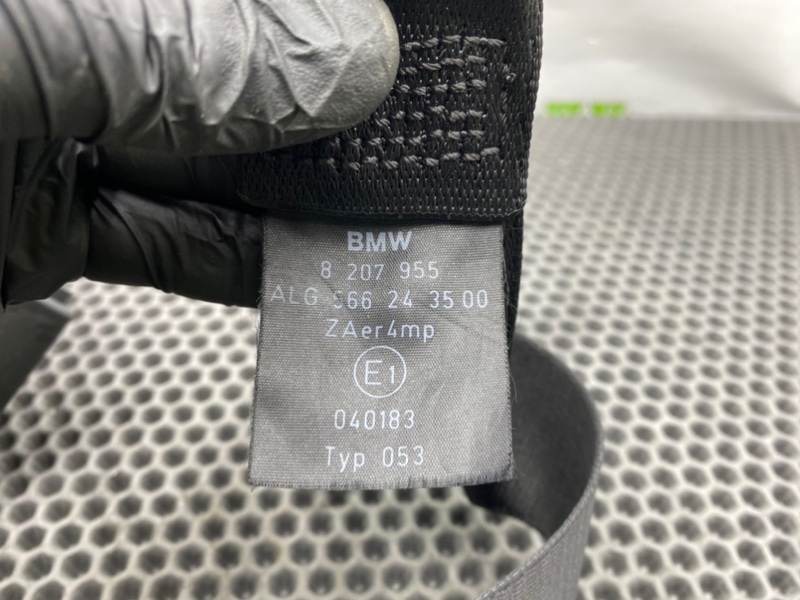 BMW
8 207 955
ALG 566 24 35 00
ZAer4mp
E1
040183
Typ 053